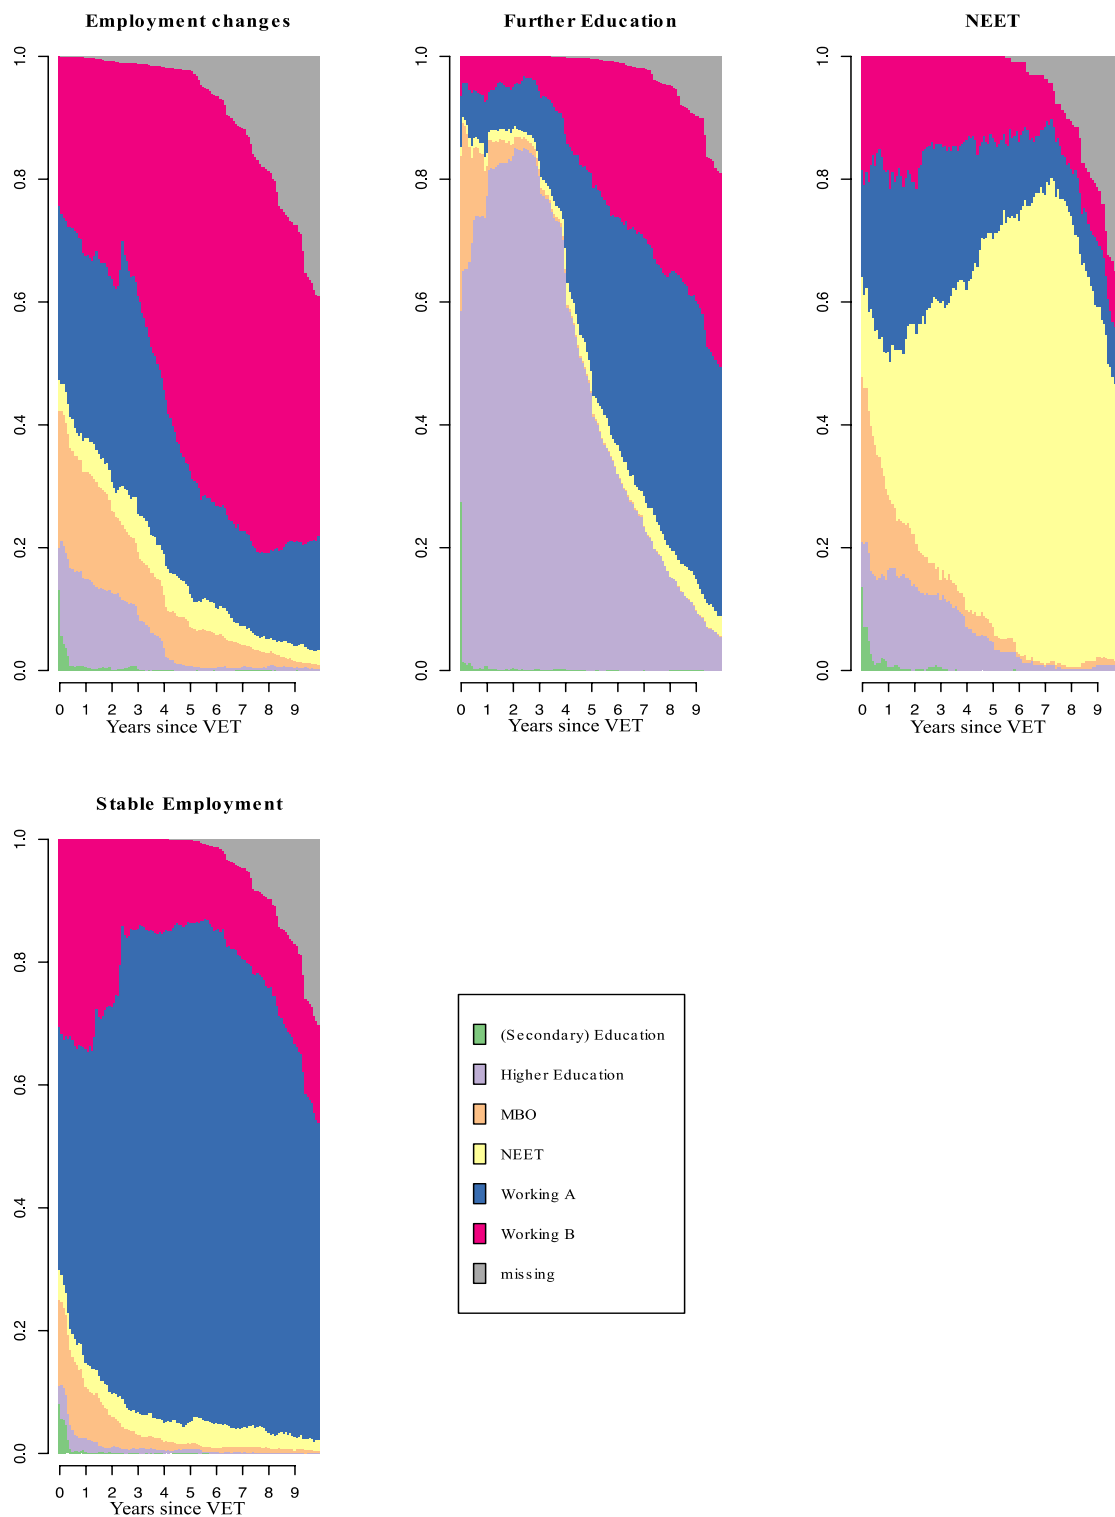 Employment changes
Further Education
NEET
0.0 0.2 0.4 0.6 0.8 1.0
0.0 0.2 0.4 0.6 0.8 1.0
0.0 0.2 0.4 0.6 0.8 1.0
0 1 2 3 4 5 6 7 8 9
0 1 2 3 4 5 6 7 8 9
0 1 2 3 4 5 6 7 8 9
Years since VET
Years since VET
Years since VET
Stable Employment
0.0 0.2 0.4 0.6 0.8 1.0
0 1 2 3 4 5 6 7 8 9
Years since VET
(Secondary) Education
Higher Education
MBO
NEET
Working A
Working B
missing